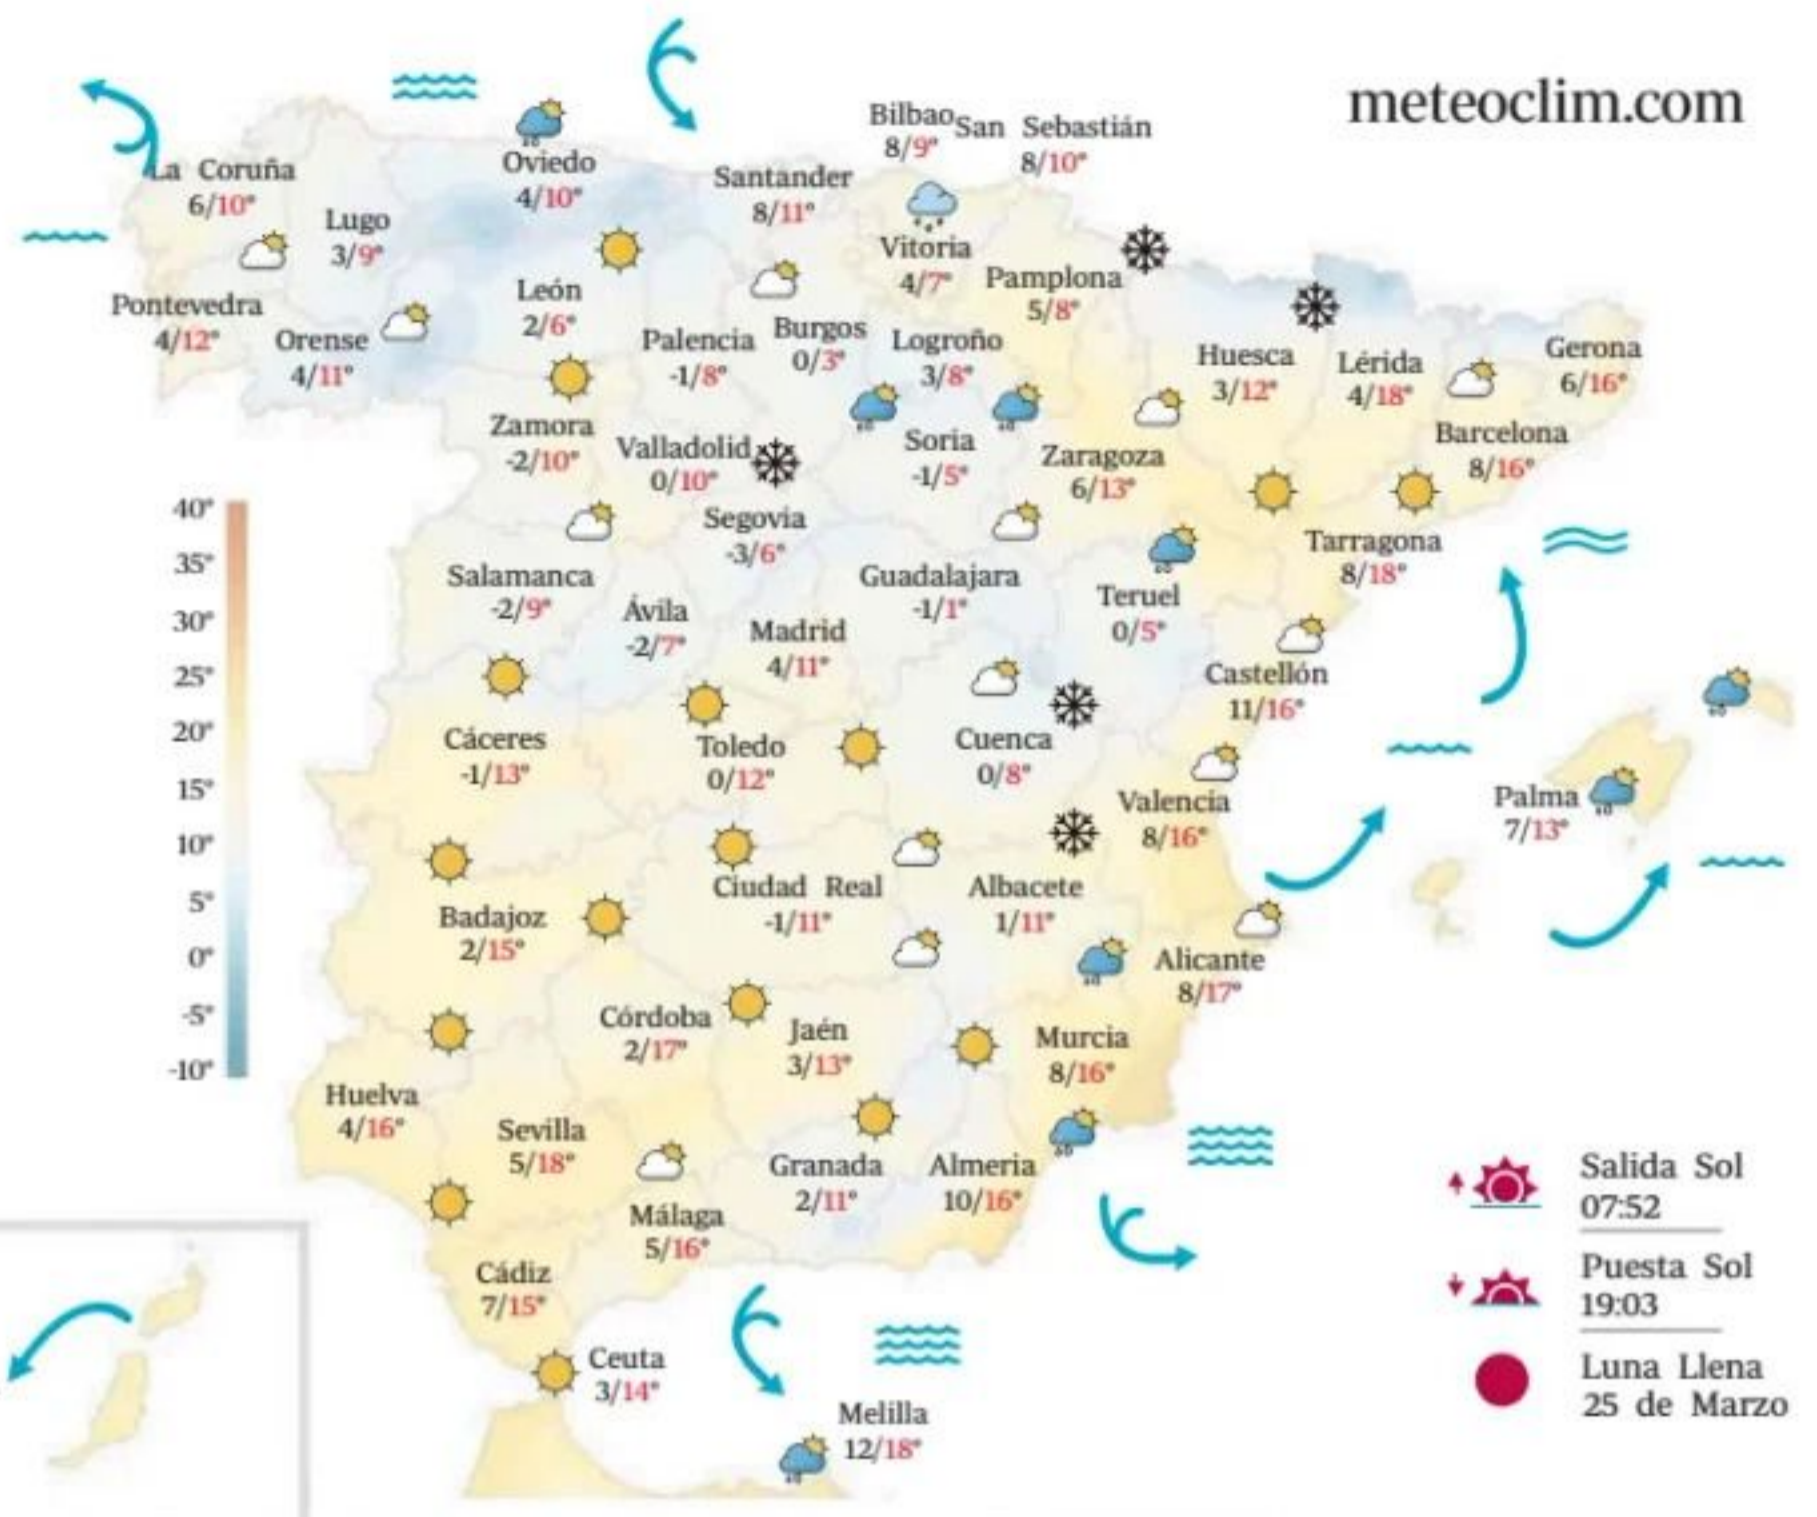 meteoclim.com
Bilbao
8/9°
San Sebastián
8/10°
La Coruña
6/10°
Oviedo
4/10°
Santander
8/11°
Lugo
3/9°
Vitoria
4/7°
Pamplona
5/8°
Pontevedra
4/12°
Orense
4/11°
León
2/6°
Palencia
-1/8°
Burgos
0/3°
Logroño
3/8°
Huesca
3/12°
Lérida
4/18°
Gerona
6/16°
Zamora
-2/10°
Valladolid
0/10°
Soria
-1/5°
Zaragoza
6/13°
Barcelona
8/16°
Segovia
-3/6°
Tarragona
8/18°
Salamanca
-2/9°
Ávila
-2/7°
Madrid
4/11°
Guadalajara
-1/1°
Teruel
0/5°
Castellón
11/16°
Cáceres
-1/13°
Toledo
0/12°
Cuenca
0/8°
Valencia
8/16°
Palma
7/13°
Badajoz
2/15°
Ciudad Real
-1/11°
Albacete
1/11°
Alicante
8/17°
Córdoba
2/17°
Jaén
3/13°
Murcia
8/16°
Huelva
4/16°
Sevilla
5/18°
Granada
2/11°
Almeria
10/16°
Málaga
5/16°
Cádiz
7/15°
Ceuta
3/14°
Melilla
12/18°
40°
35°
30°
25°
20°
15°
10°
5°
0°
-5°
-10°
Salida Sol
07:52
Puesta Sol
19:03
Luna Llena
25 de Marzo